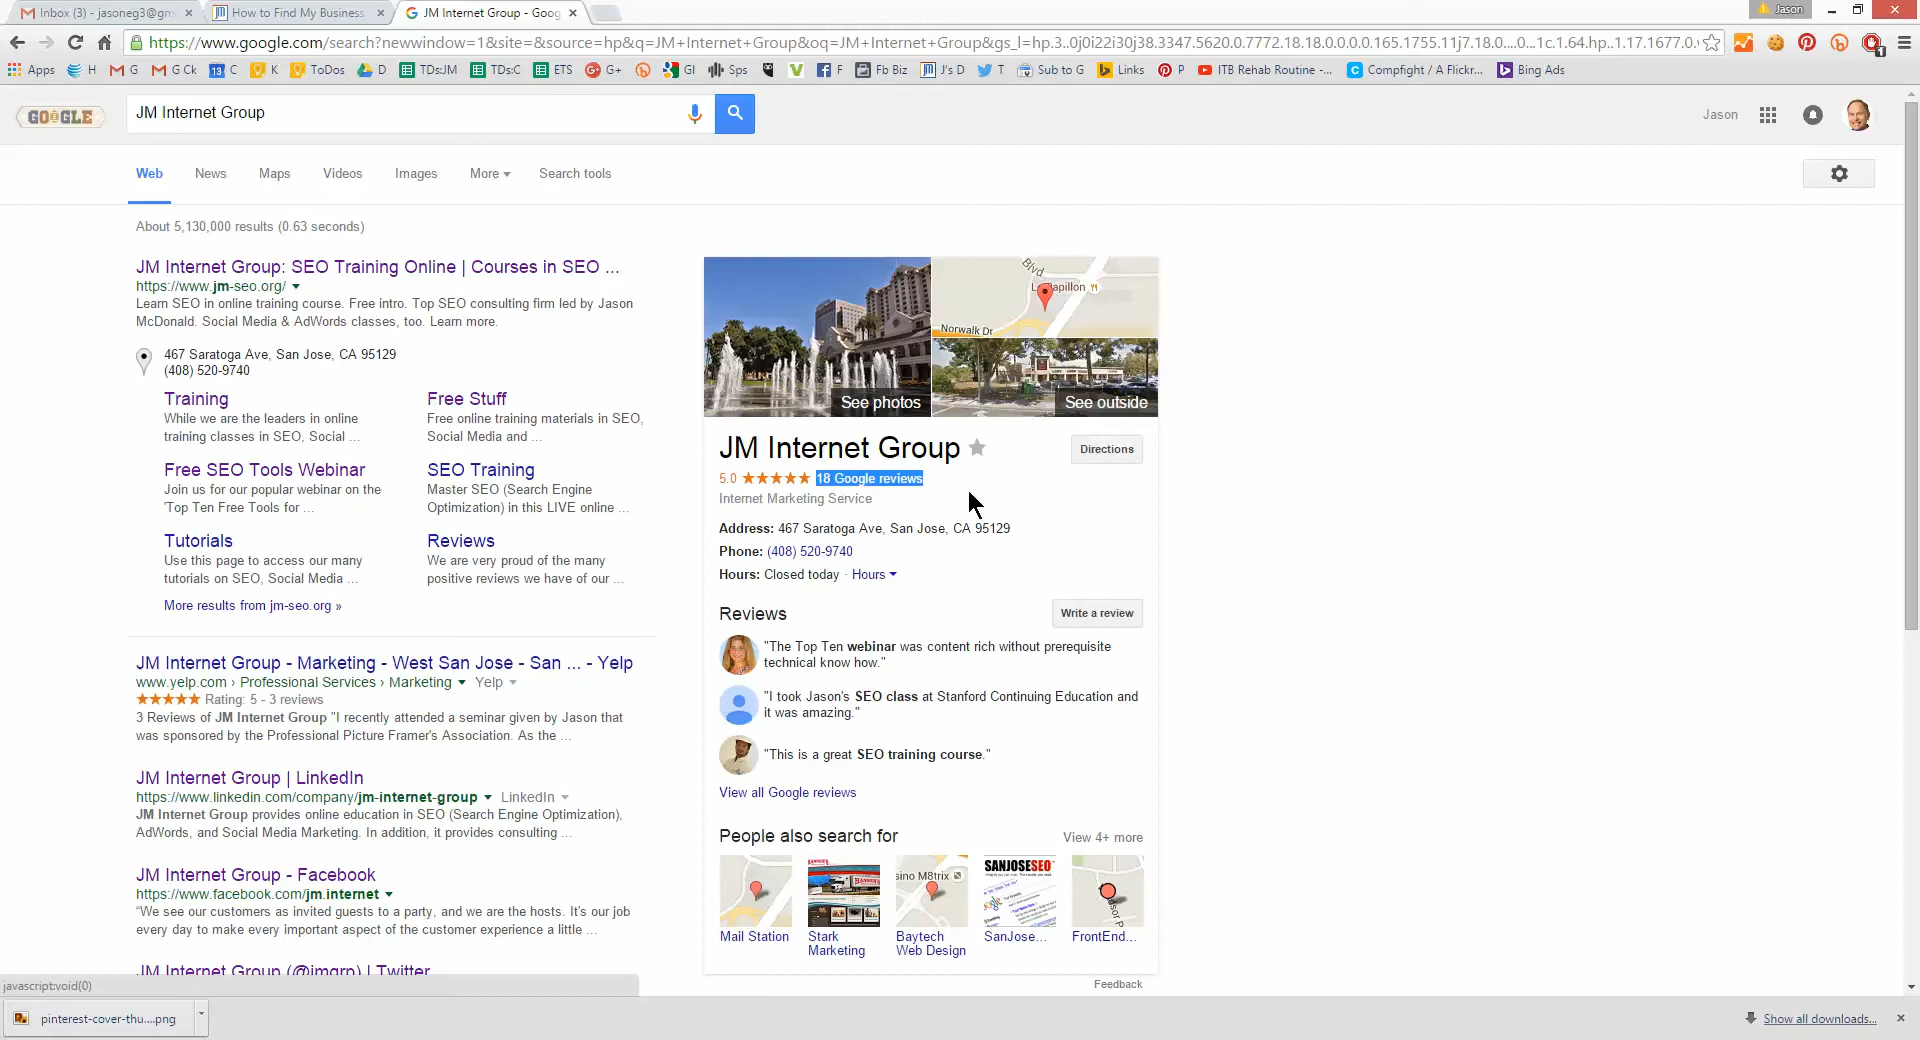 Inbox (3) - jasoneg3@gm
How to Find My Business
JM Internet Group - Goog
Jason
https://www.google.com/search?newwindow=1&site=&source=hp&q=JM+Internet+Group&oq=JM+Internet+Group&gs_l=hp.3..0j0i22i30j38.3347.5620.0.7772.18.18.0.0.0.0.165.1755.11j7.18.0....0...1c.1.64.hp..1.17.1677.0.
Apps H G G Ck 13 C K ToDos D TDs:JM TDs:C ETS G+ GI Sps F Fb Biz J's D T Sub to G Links P ITB Rehab Routine -... Compfight / A Flickr... Bing Ads
GOOGLE
JM Internet Group
Jason
Web News Maps Videos Images More Search tools
About 5,130,000 results (0.63 seconds)
JM Internet Group: SEO Training Online | Courses in SEO ...
https://www.jm-seo.org/
Learn SEO in online training course. Free intro. Top SEO consulting firm led by Jason
McDonald. Social Media & AdWords classes, too. Learn more.
467 Saratoga Ave, San Jose, CA 95129
(408) 520-9740
Training
While we are the leaders in online
training classes in SEO, Social ...
Free Stuff
Free online training materials in SEO,
Social Media and ...
Free SEO Tools Webinar
Join us for our popular webinar on the
'Top Ten Free Tools for ...
SEO Training
Master SEO (Search Engine
Optimization) in this LIVE online ...
Tutorials
Use this page to access our many
tutorials on SEO, Social Media ...
Reviews
We are very proud of the many
positive reviews we have of our ...
More results from jm-seo.org »
JM Internet Group - Marketing - West San Jose - San ... - Yelp
www.yelp.com › Professional Services › Marketing Yelp
Rating: 5 - 3 reviews
3 Reviews of JM Internet Group "I recently attended a seminar given by Jason that
was sponsored by the Professional Picture Framer's Association. As the ...
JM Internet Group | LinkedIn
https://www.linkedin.com/company/jm-internet-group LinkedIn
JM Internet Group provides online education in SEO (Search Engine Optimization),
AdWords, and Social Media Marketing. In addition, it provides consulting ...
JM Internet Group - Facebook
https://www.facebook.com/jm.internet
"We see our customers as invited guests to a party, and we are the hosts. It's our job
every day to make every important aspect of the customer experience a little ...
JM Internet Group (@jmgrp) | Twitter
See photos
Blvd
Norwalk Dr
See outside
JM Internet Group
Directions
5.0 18 Google reviews
Internet Marketing Service
Address: 467 Saratoga Ave, San Jose, CA 95129
Phone: (408) 520-9740
Hours: Closed today · Hours
Reviews
Write a review
"The Top Ten webinar was content rich without prerequisite
technical know how."
"I took Jason's SEO class at Stanford Continuing Education and
it was amazing."
"This is a great SEO training course."
View all Google reviews
People also search for
View 4+ more
sino M8trix
SANJOSESEO
Mail Station
Stark
Marketing
Baytech
Web Design
SanJose...
FrontEnd...
Feedback
javascript:void(0)
pinterest-cover-thu....png
Show all downloads...